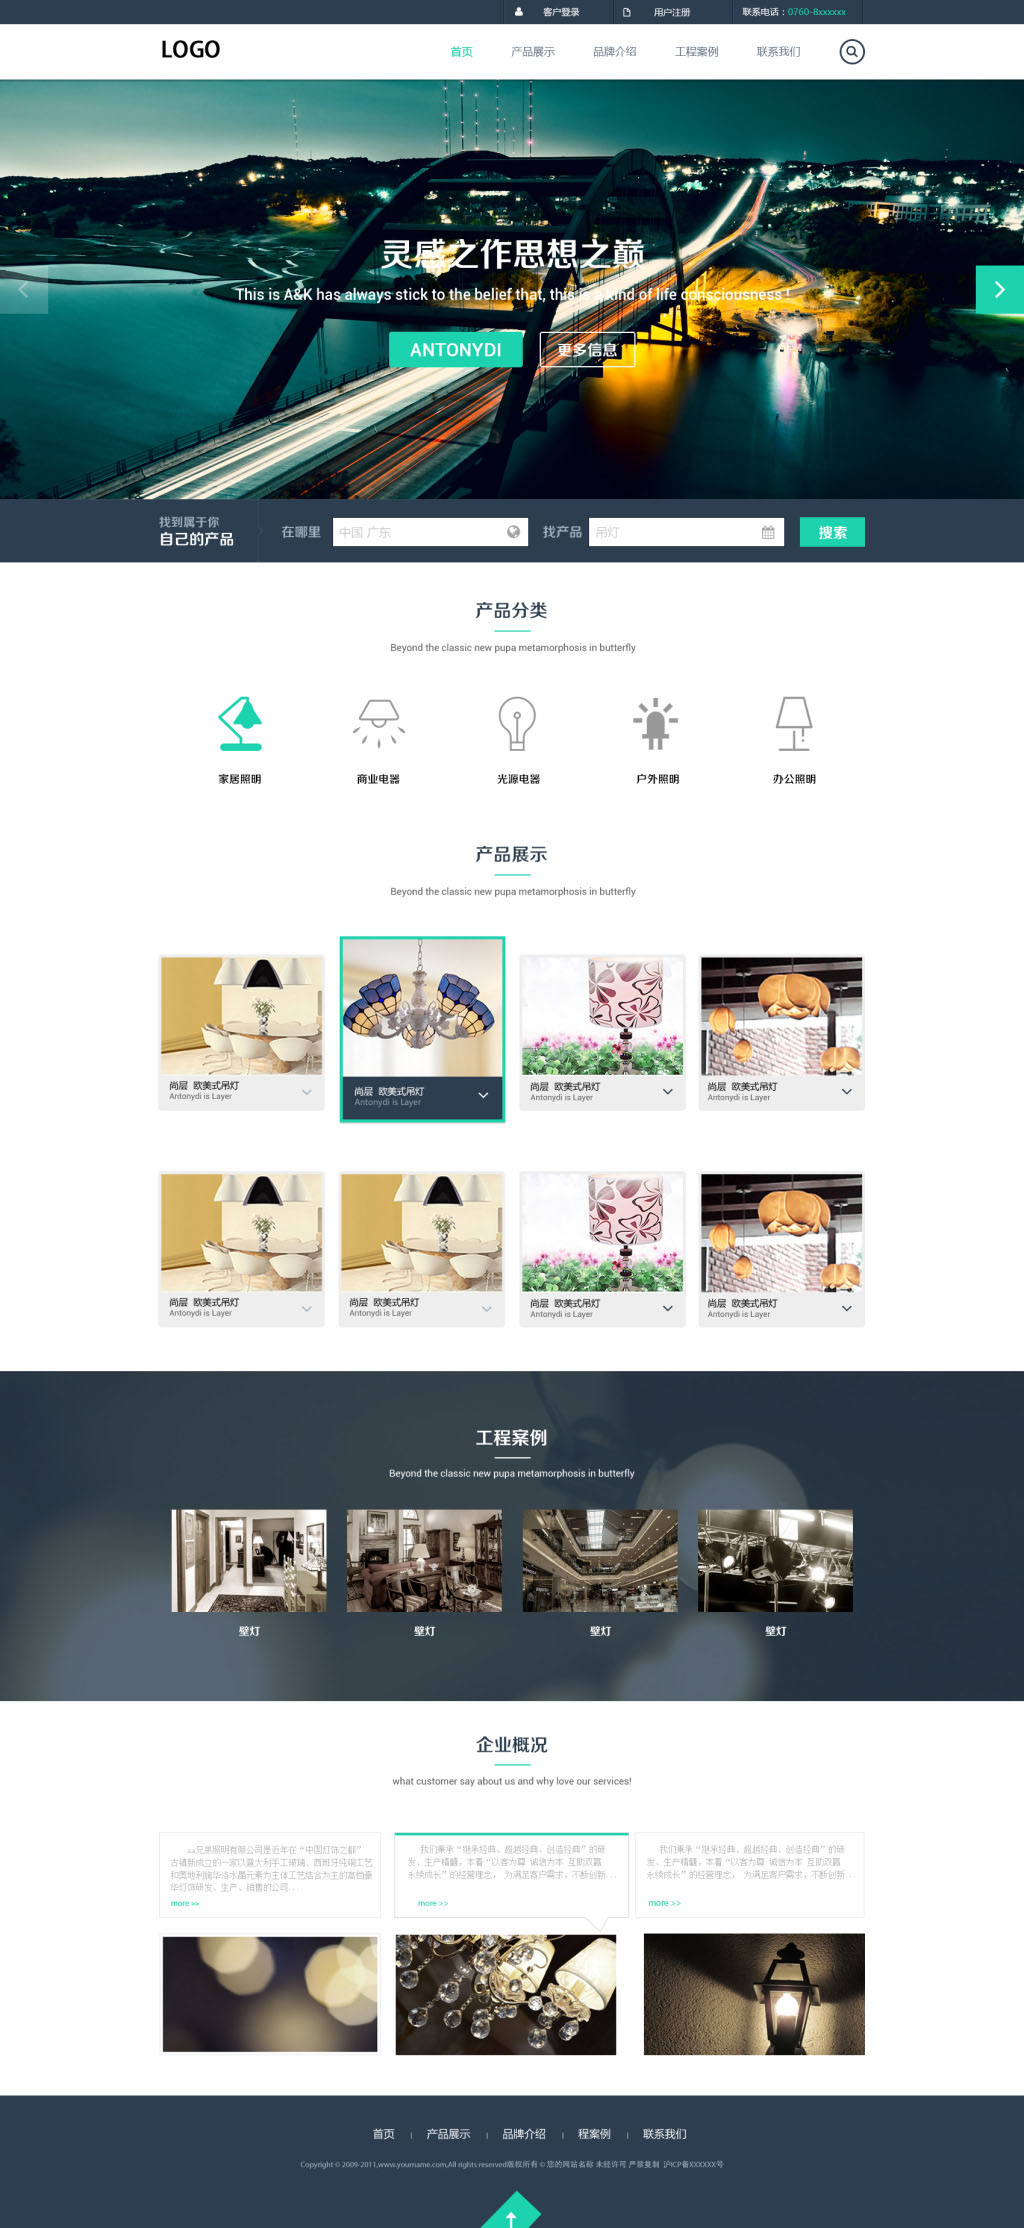 客户登录
用户注册
联系电话：0760-8xxxxxx
LOGO
首页
产品展示
品牌介绍
工程案例
联系我们
灵感之作思想之巅
This is A&K has always stick to the belief that, this is a kind of life consciousness !
ANTONYDI
更多信息
找到属于你
自己的产品
在哪里
中国 广东
找产品
吊灯
搜索
产品分类
Beyond the classic new pupa metamorphosis in butterfly
家居照明
商业电器
光源电器
户外照明
办公照明
产品展示
Beyond the classic new pupa metamorphosis in butterfly
尚层 欧美式吊灯
Antonydi is Layer
尚层 欧美式吊灯
Antonydi is Layer
尚层 欧美式吊灯
Antonydi is Layer
尚层 欧美式吊灯
Antonydi is Layer
尚层 欧美式吊灯
Antonydi is Layer
尚层 欧美式吊灯
Antonydi is Layer
尚层 欧美式吊灯
Antonydi is Layer
尚层 欧美式吊灯
Antonydi is Layer
工程案例
Beyond the classic new pupa metamorphosis in butterfly
壁灯
壁灯
壁灯
壁灯
企业概况
what customer say about us and why love our services!
xx兄弟照明有限公司是近年在“中国灯饰之都”
古镇新成立的一家以意大利手工玻璃、西班牙纯铜工艺
和奥地利施华洛水晶元素为主体工艺结合为主的高档豪
华灯饰研发、生产、销售的公司...
more >>
我们秉承“继承经典、超越经典、创造经典”的研
发、生产精髓，本着“以客为尊 诚信为本 互助双赢
永续成长”的经营理念， 为满足客户需求，不断创新...
more >>
我们秉承“继承经典、超越经典、创造经典”的研
发、生产精髓，本着“以客为尊 诚信为本 互助双赢
永续成长”的经营理念， 为满足客户需求，不断创新...
more >>
首页 | 产品展示 | 品牌介绍 | 程案例 | 联系我们
Copyright © 2009-2011,www.yourname.com,All rights reserved版权所有 © 您的网站名称 未经许可 严禁复制 沪ICP备XXXXXX号